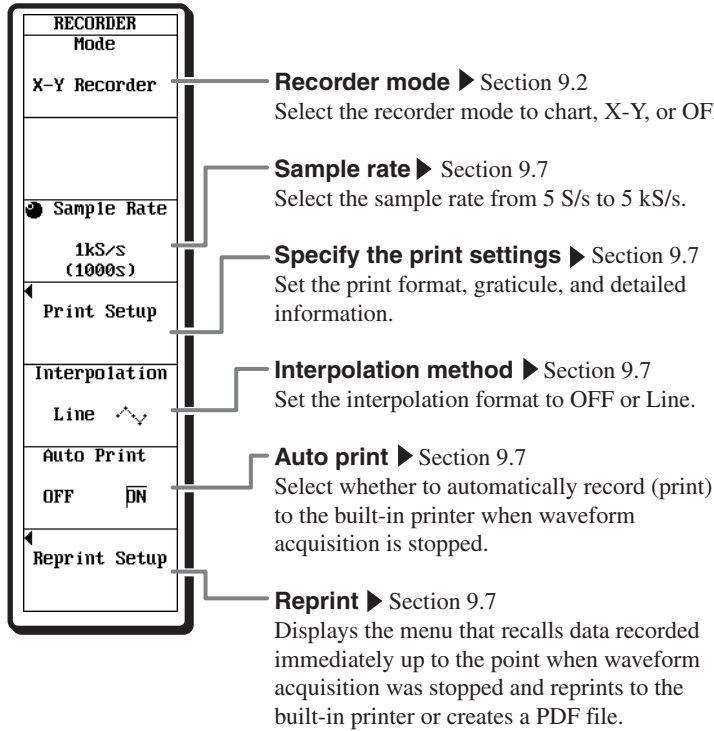 RECORDER
Mode
X-Y Recorder
Sample Rate
1kS/s
(1000s)
Print Setup
Interpolation
Line
Auto Print
OFF ON
Reprint Setup
Recorder mode ▶ Section 9.2
Select the recorder mode to chart, X-Y, or OF
Sample rate ▶ Section 9.7
Select the sample rate from 5 S/s to 5 kS/s.
Specify the print settings ▶ Section 9.7
Set the print format, graticule, and detailed
information.
Interpolation method ▶ Section 9.7
Set the interpolation format to OFF or Line.
Auto print ▶ Section 9.7
Select whether to automatically record (print)
to the built-in printer when waveform
acquisition is stopped.
Reprint ▶ Section 9.7
Displays the menu that recalls data recorded
immediately up to the point when waveform
acquisition was stopped and reprints to the
built-in printer or creates a PDF file.